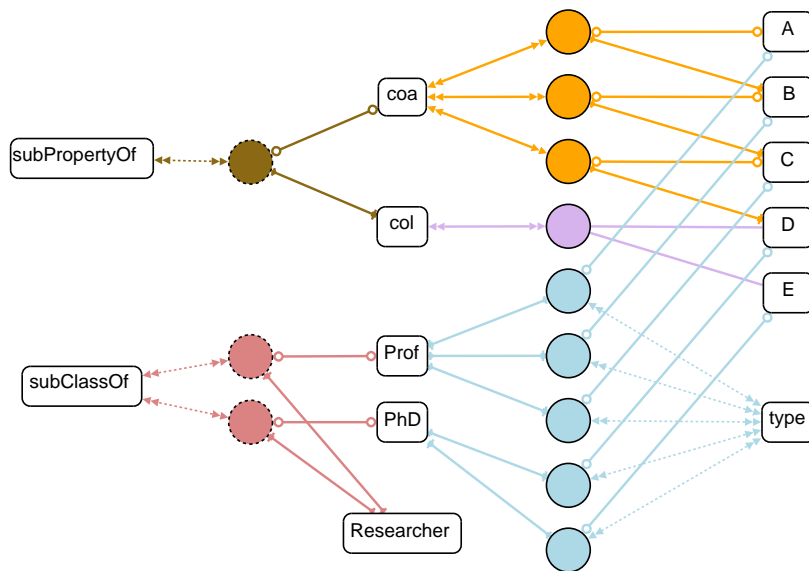 A
coa
B
subPropertyOf
C
col
D
E
Prof
subClassOf
PhD
type
Researcher